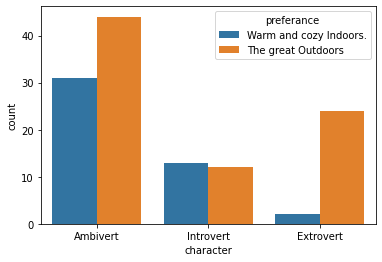 preferance
Warm and cozy Indoors.
The great Outdoors
count
40
30
20
10
0
Ambivert
Introvert
Extrovert
character